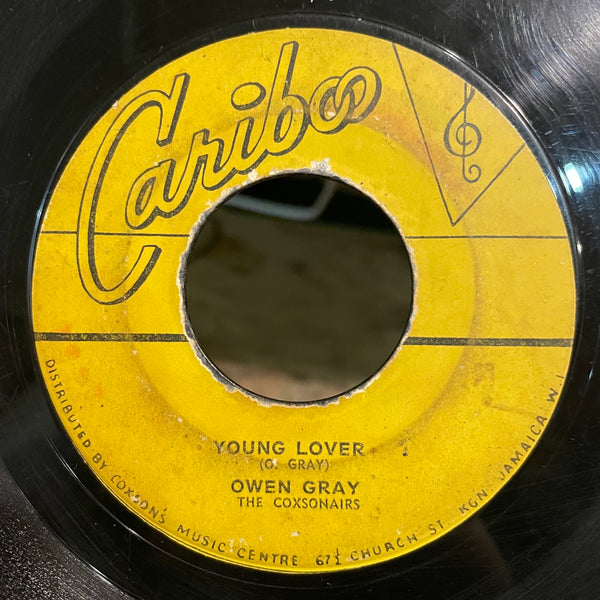 Cariboo
YOUNG LOVER
(O. GRAY)
OWEN GRAY
THE COXSONAIRS
DISTRIBUTED BY COXSON'S MUSIC CENTRE 67½ CHURCH ST. KGN. JAMAICA W.I.